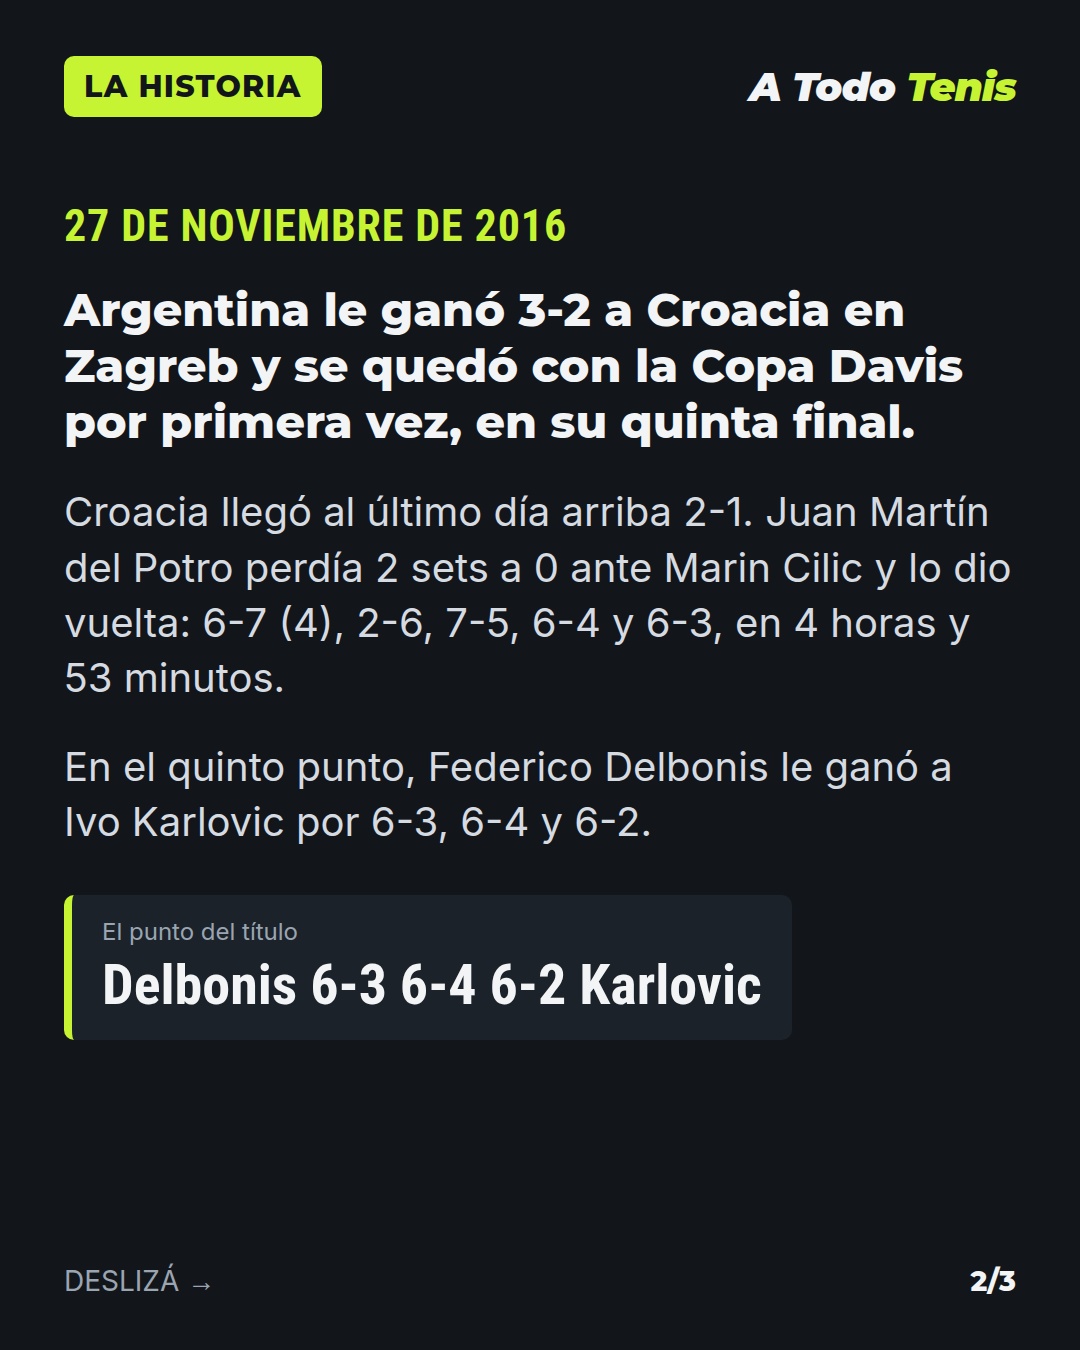 LA HISTORIA
A Todo Tenis
27 DE NOVIEMBRE DE 2016
Argentina le ganó 3-2 a Croacia en
Zagreb y se quedó con la Copa Davis
por primera vez, en su quinta final.
Croacia llegó al último día arriba 2-1. Juan Martín
del Potro perdía 2 sets a 0 ante Marin Cilic y lo dio
vuelta: 6-7 (4), 2-6, 7-5, 6-4 y 6-3, en 4 horas y
53 minutos.
En el quinto punto, Federico Delbonis le ganó a
Ivo Karlovic por 6-3, 6-4 y 6-2.
El punto del título
Delbonis 6-3 6-4 6-2 Karlovic
DESLIZÁ →
2/3